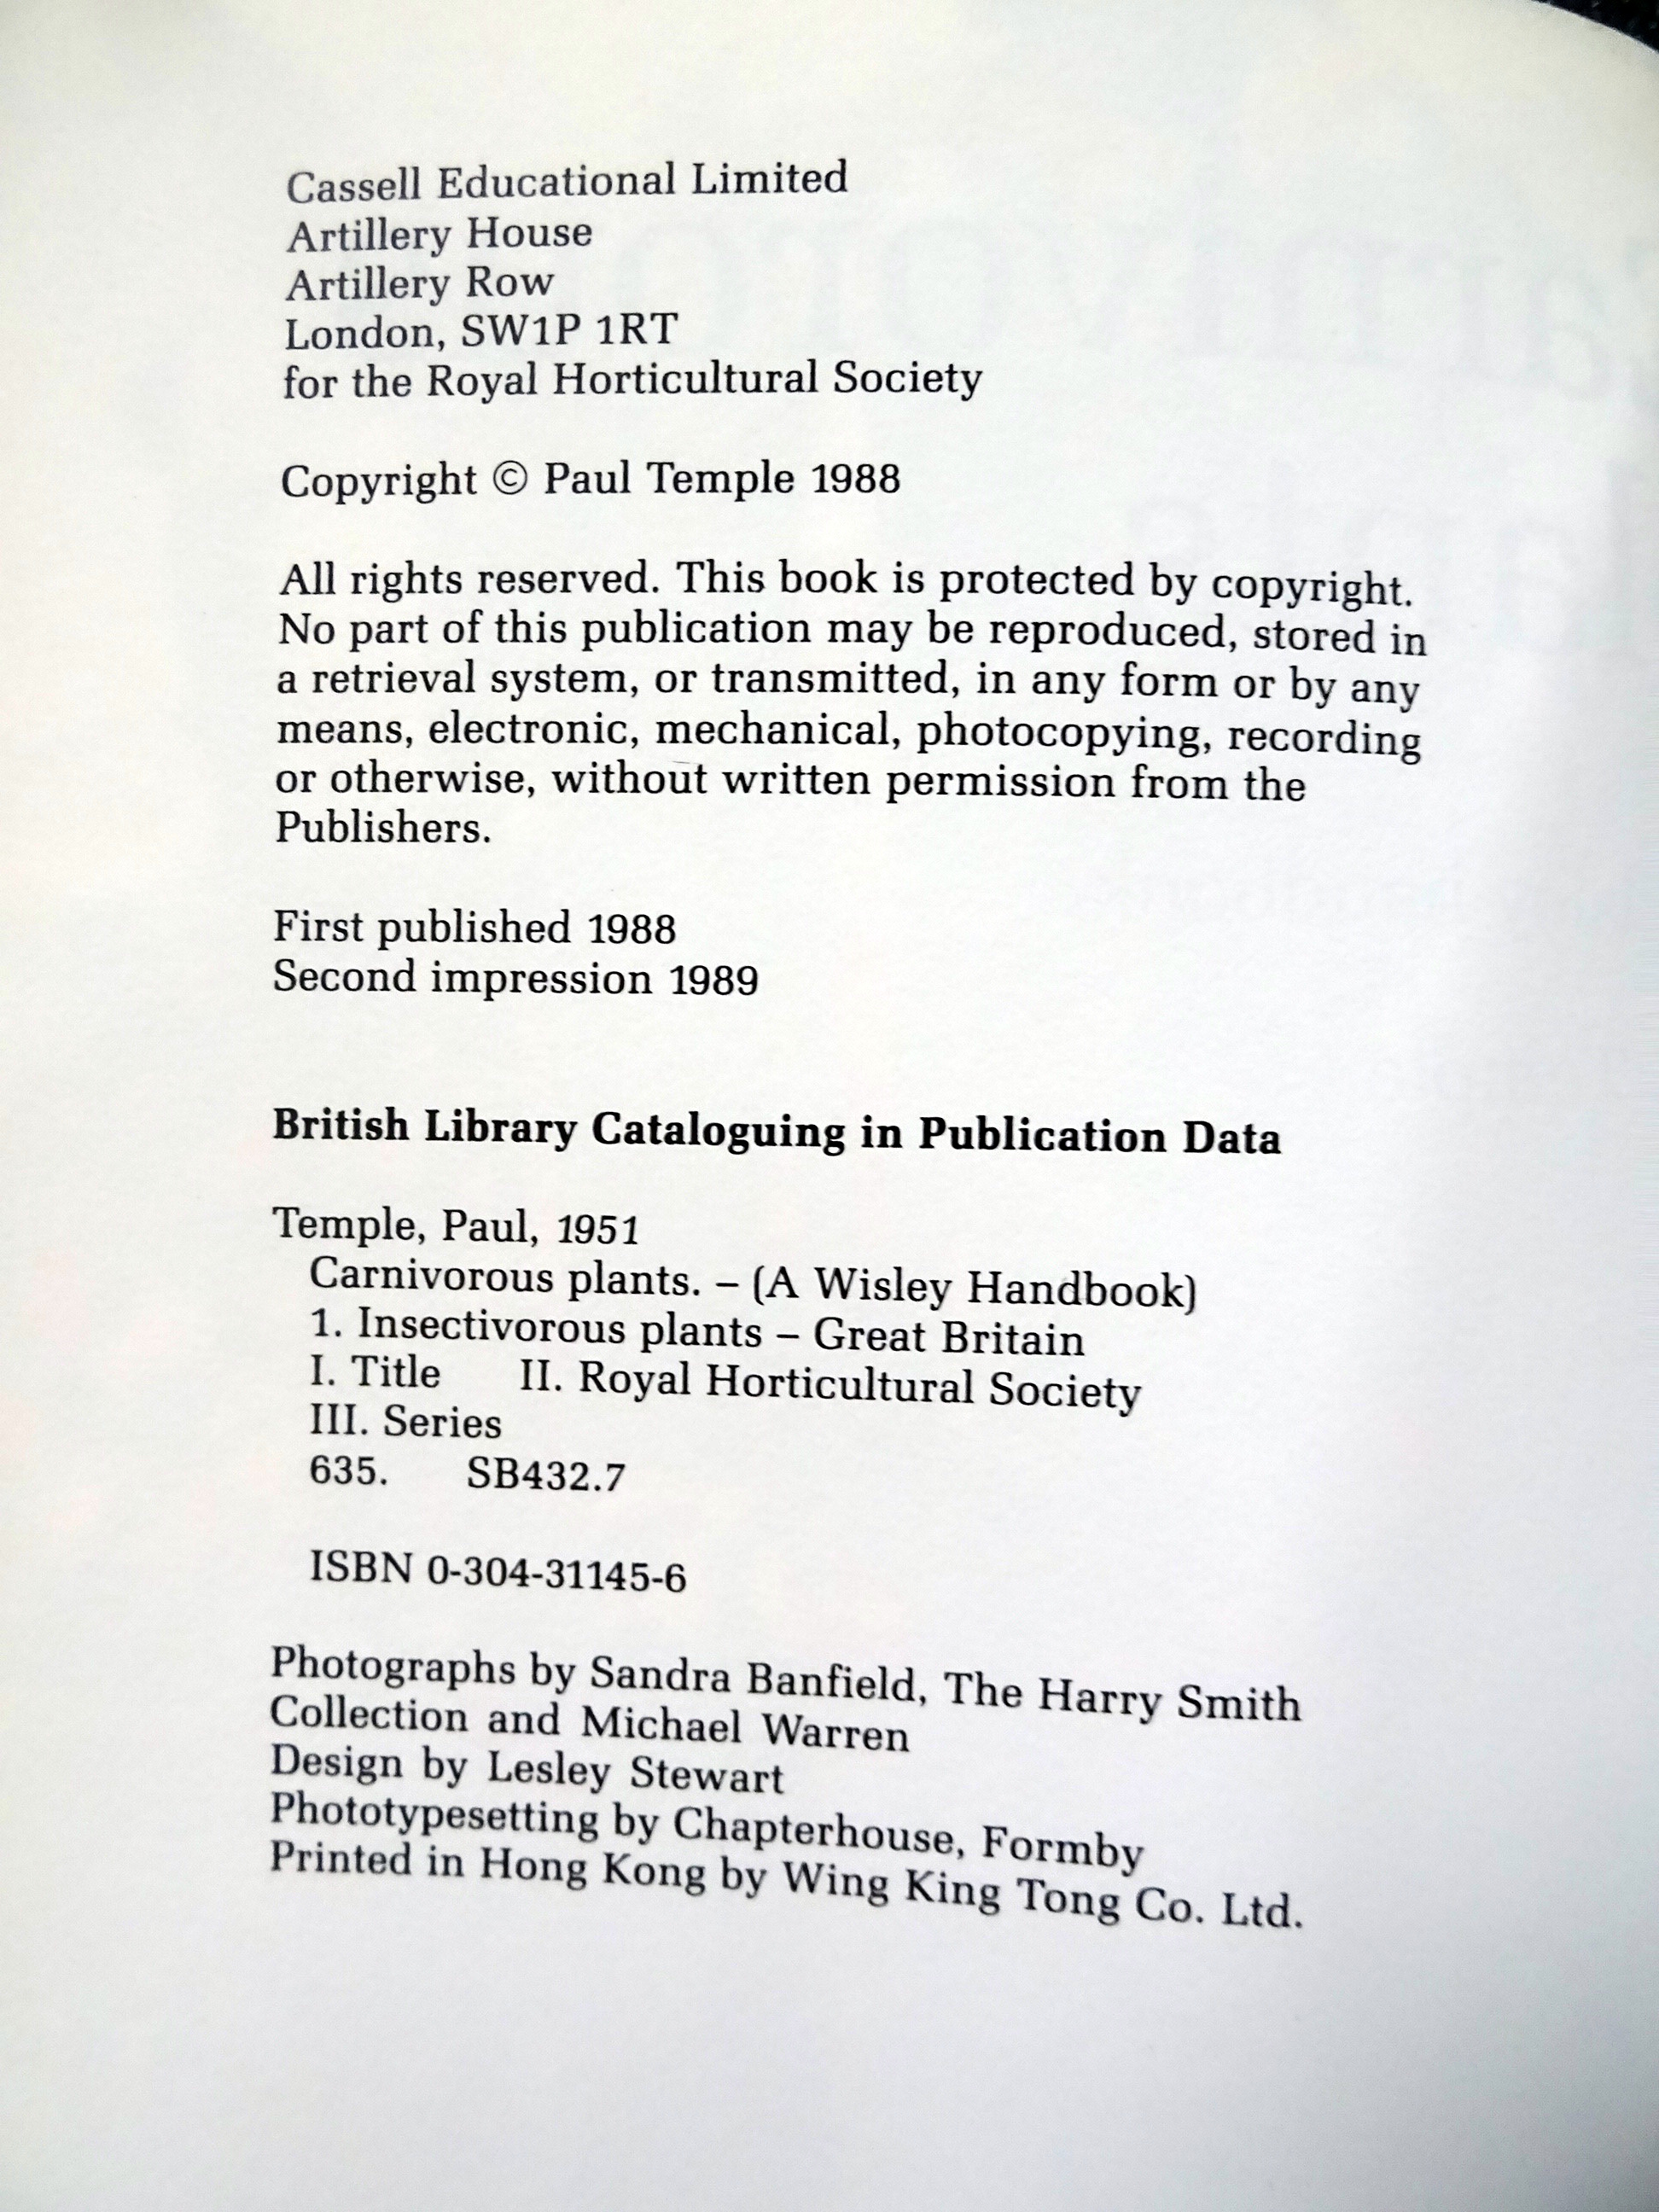 Cassell Educational Limited
Artillery House
Artillery Row
London, SW1P 1RT
for the Royal Horticultural Society
Copyright © Paul Temple 1988
All rights reserved. This book is protected by copyright.
No part of this publication may be reproduced, stored in
a retrieval system, or transmitted, in any form or by any
means, electronic, mechanical, photocopying, recording
or otherwise, without written permission from the
Publishers.
First published 1988
Second impression 1989
British Library Cataloguing in Publication Data
Temple, Paul, 1951
Carnivorous plants. – (A Wisley Handbook)
1. Insectivorous plants – Great Britain
I. Title II. Royal Horticultural Society
III. Series
635. SB432.7
ISBN 0-304-31145-6
Photographs by Sandra Banfield, The Harry Smith
Collection and Michael Warren
Design by Lesley Stewart
Phototypesetting by Chapterhouse, Formby
Printed in Hong Kong by Wing King Tong Co. Ltd.